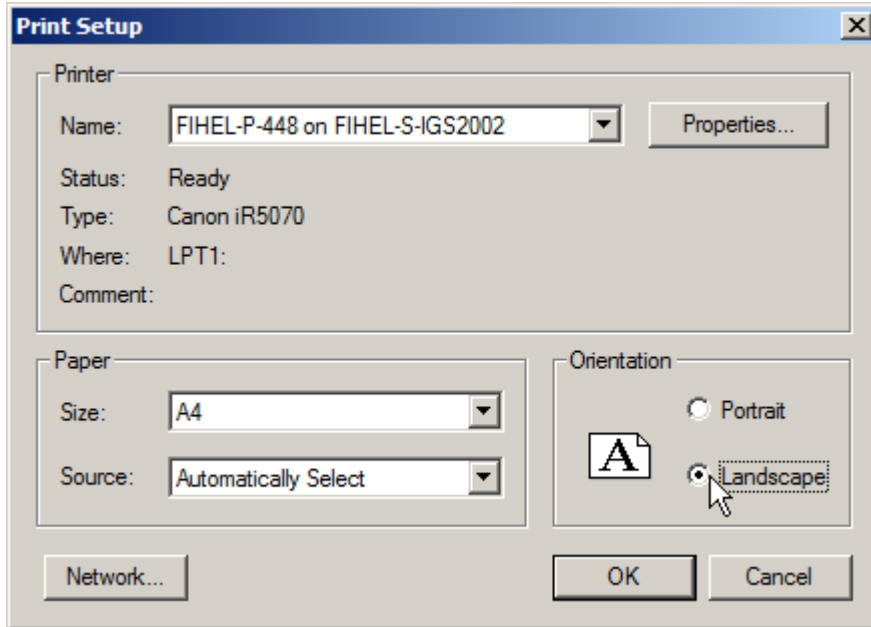 Print Setup
Printer
Name: FIHEL-P-448 on FIHEL-S-IGS2002 Properties...
Status: Ready
Type: Canon iR5070
Where: LPT1:
Comment:
Paper
Size: A4
Source: Automatically Select
Orientation
Portrait
A
Landscape
Network... OK Cancel